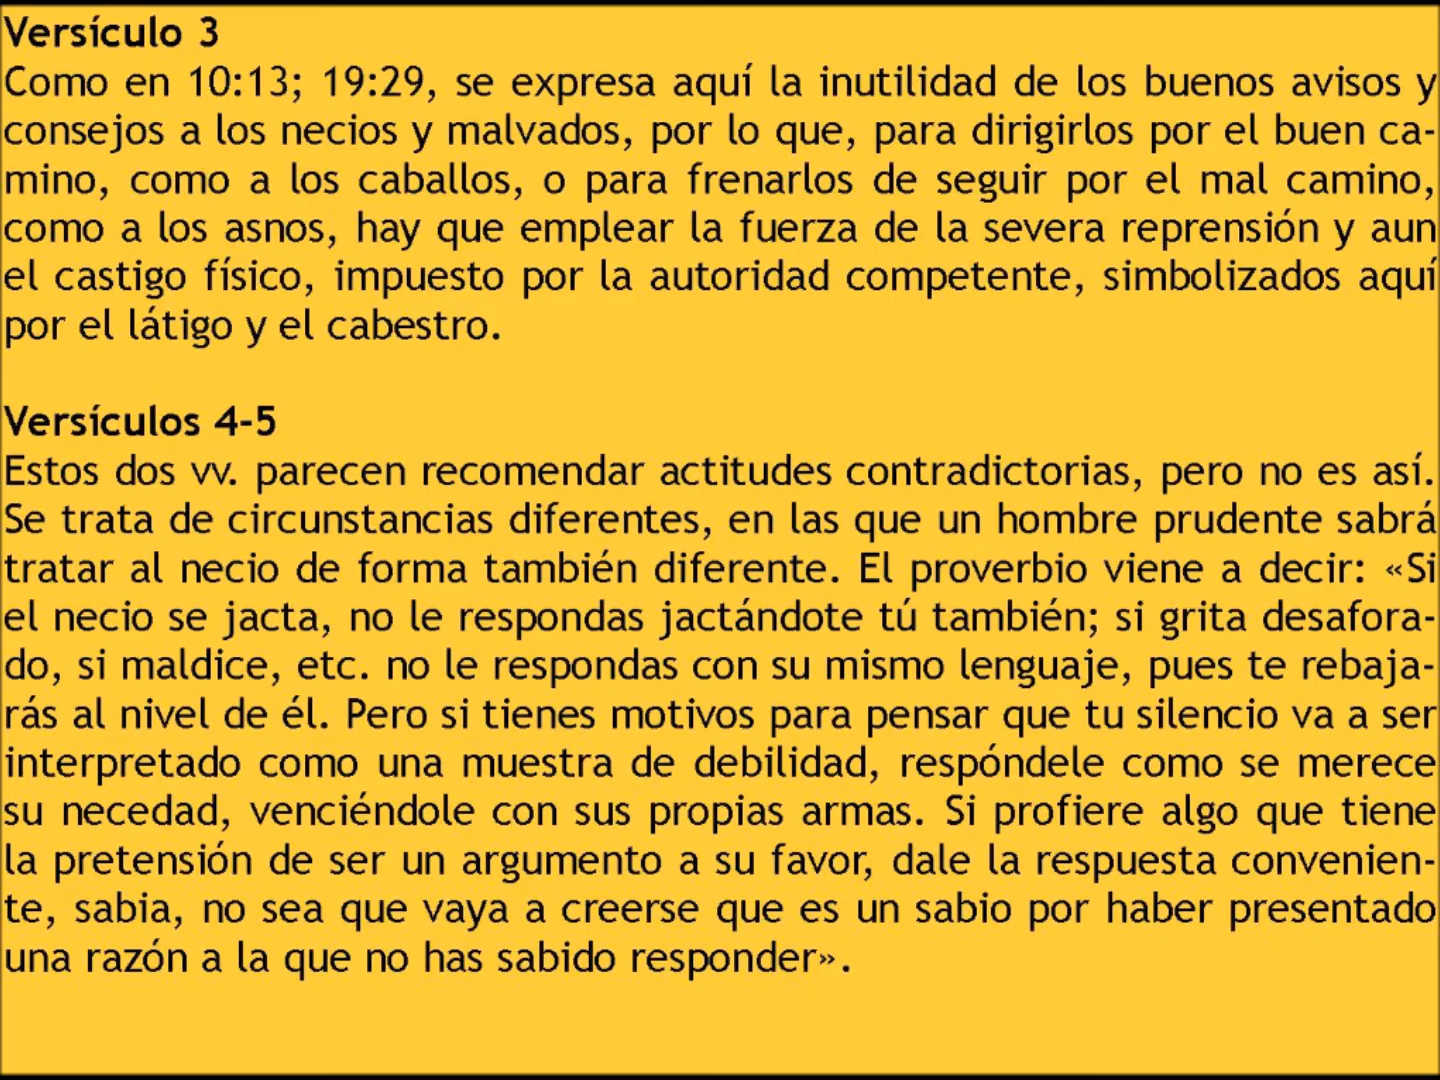 Versículo 3
Como en 10:13; 19:29, se expresa aquí la inutilidad de los buenos avisos y
consejos a los necios y malvados, por lo que, para dirigirlos por el buen ca-
mino, como a los caballos, o para frenarlos de seguir por el mal camino,
como a los asnos, hay que emplear la fuerza de la severa reprensión y aun
el castigo físico, impuesto por la autoridad competente, simbolizados aquí
por el látigo y el cabestro.
Versículos 4-5
Estos dos vv. parecen recomendar actitudes contradictorias, pero no es así.
Se trata de circunstancias diferentes, en las que un hombre prudente sabrá
tratar al necio de forma también diferente. El proverbio viene a decir: «Si
el necio se jacta, no le respondas jactándote tú también; si grita desafora-
do, si maldice, etc. no le respondas con su mismo lenguaje, pues te rebaja-
rás al nivel de él. Pero si tienes motivos para pensar que tu silencio va a ser
interpretado como una muestra de debilidad, respóndele como se merece
su necedad, venciéndole con sus propias armas. Si profiere algo que tiene
la pretensión de ser un argumento a su favor, dale la respuesta convenien-
te, sabia, no sea que vaya a creerse que es un sabio por haber presentado
una razón a la que no has sabido responder».